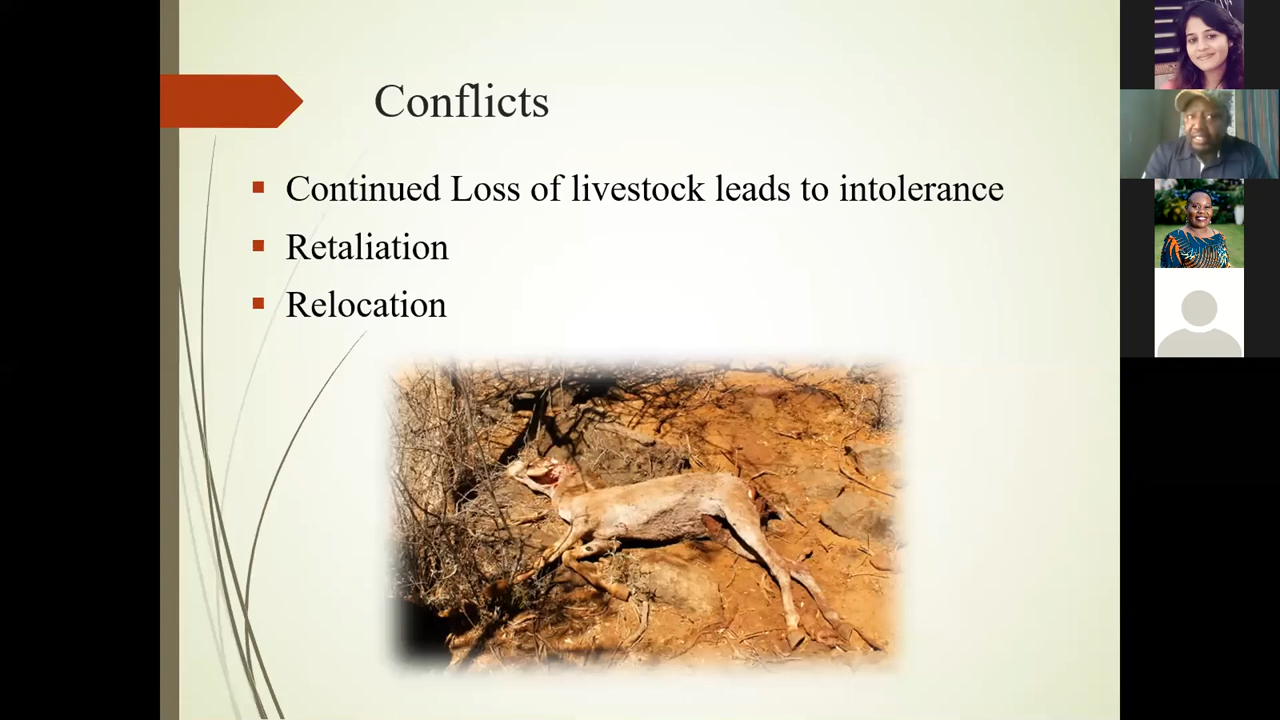 Conflicts
Continued Loss of livestock leads to intolerance
Retaliation
Relocation